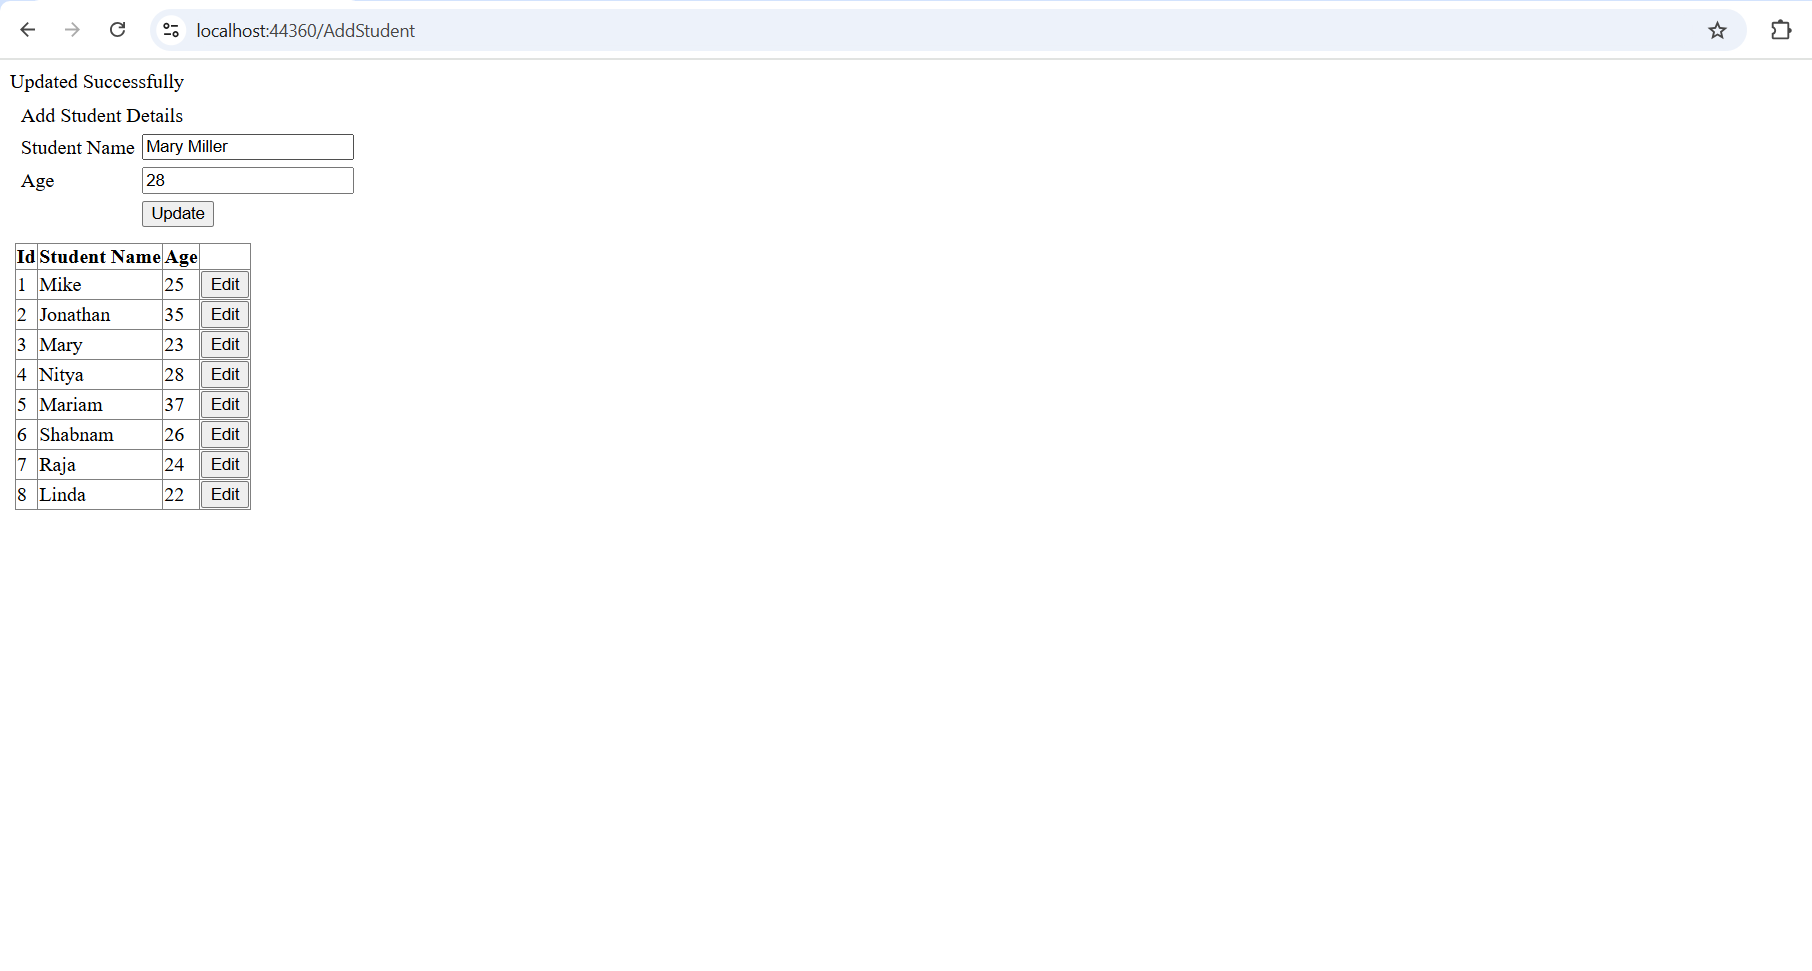 localhost:44360/AddStudent
Updated Successfully
Add Student Details
Student Name Mary Miller
Age 28
Update
Id Student Name Age
1 Mike 25 Edit
2 Jonathan 35 Edit
3 Mary 23 Edit
4 Nitya 28 Edit
5 Mariam 37 Edit
6 Shabnam 26 Edit
7 Raja 24 Edit
8 Linda 22 Edit